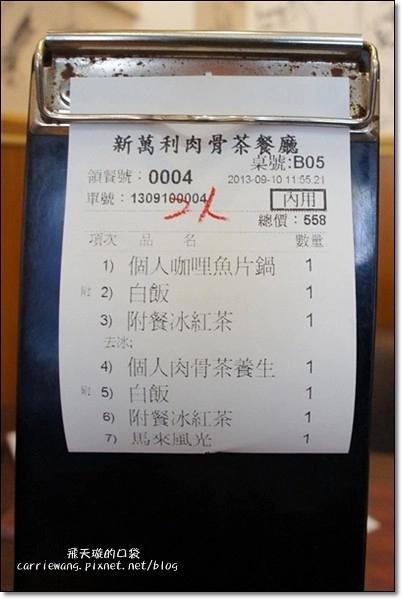 新萬利肉骨茶餐廳
桌號:B05
領餐號：0004
2013-09-10 11:55:21
單號：1309100004
內用
2人
總價：558
項次 品 名 數量
1) 個人咖哩魚片鍋 1
附 2) 白飯 1
3) 附餐冰紅茶 1
去冰;
4) 個人肉骨茶養生 1
附 5) 白飯 1
6) 附餐冰紅茶 1
7) 馬來風光 1
飛天璇的口袋
carriewang.pixnet.net/blog